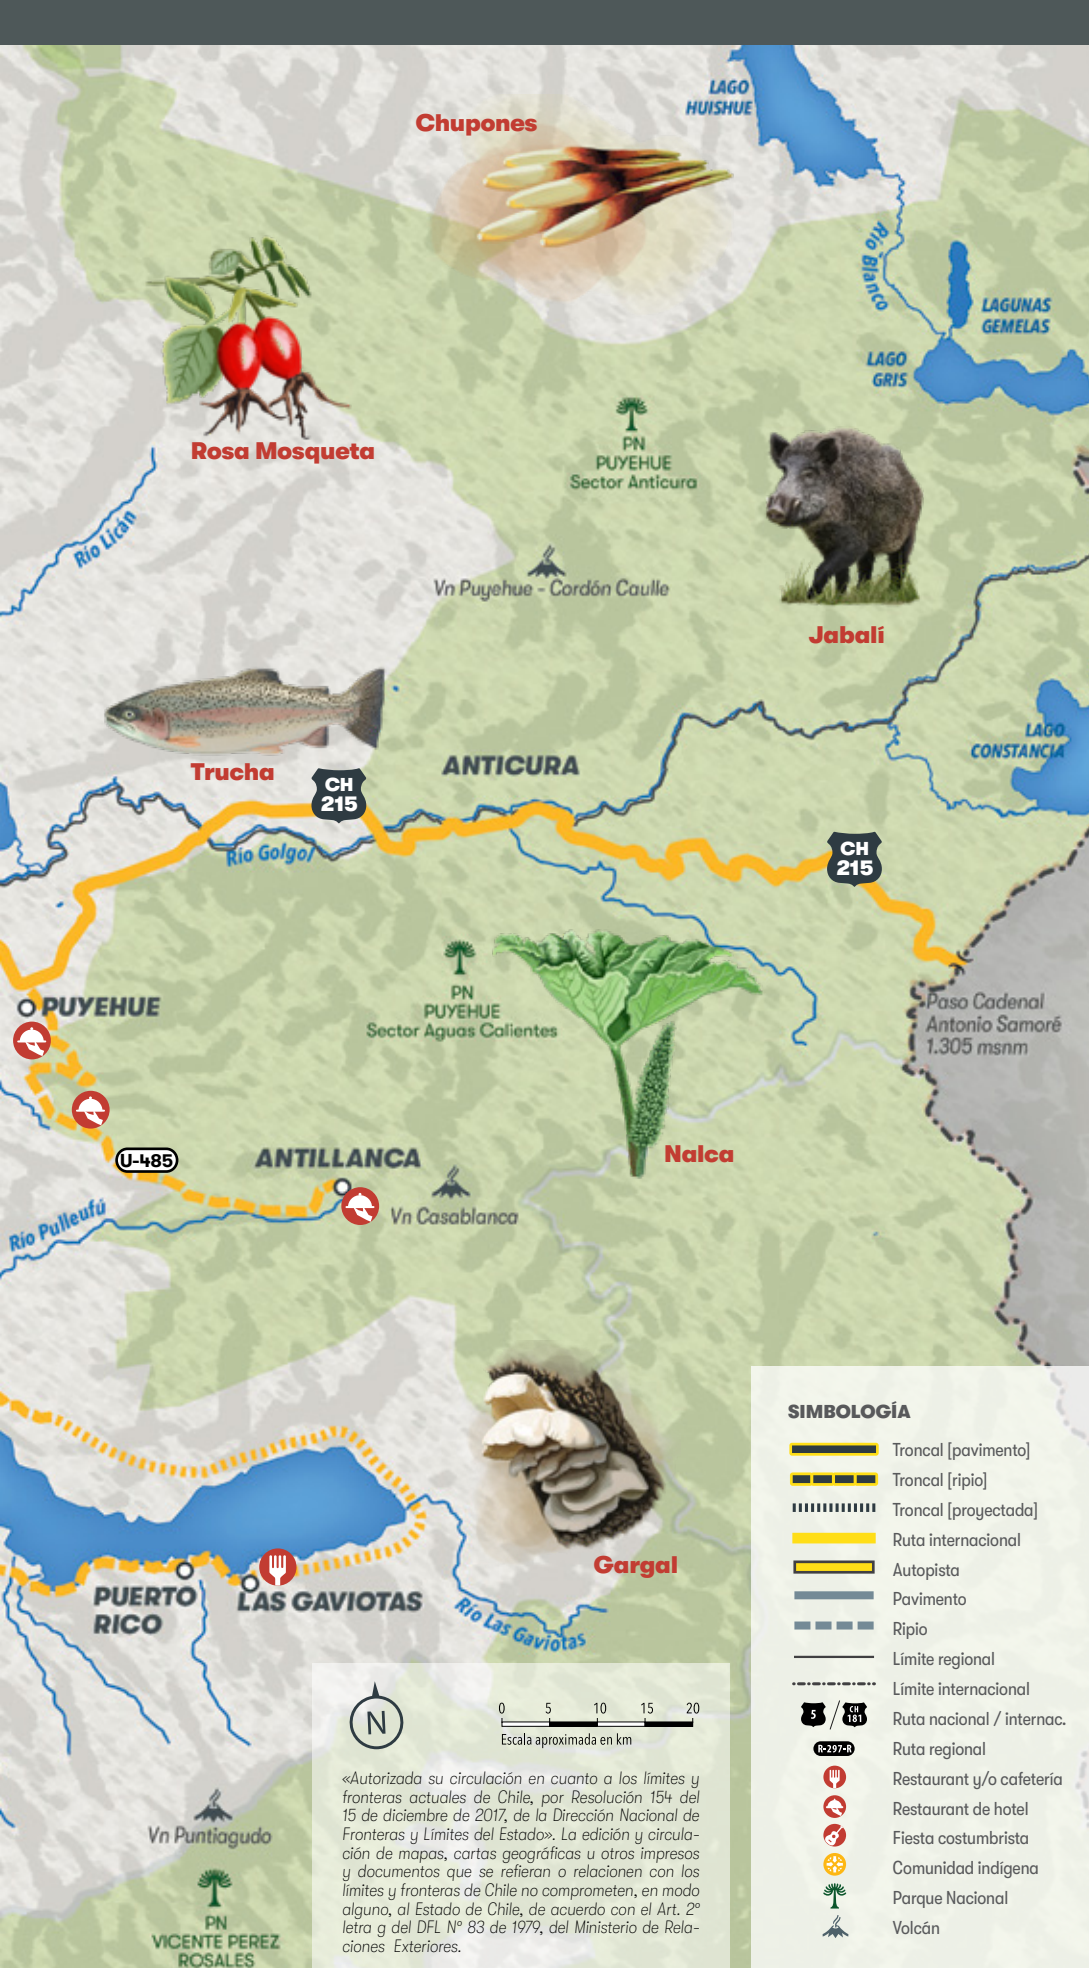 LAGO
HUISHUE
Chupones
Río Blanco
LAGUNAS
GEMELAS
LAGO
GRIS
Rosa Mosqueta
PN
PUYEHUE
Sector Anticura
Río Licán
Vn Puyehue - Cordón Caulle
Jabalí
LAGO
CONSTANCIA
Trucha
ANTICURA
CH
215
Río Golgol
CH
215
PN
PUYEHUE
Sector Aguas Calientes
PUYEHUE
Paso Cadenal
Antonio Samoré
1.305 msnm
Nalca
U-485
ANTILLANCA
Vn Casablanca
Río Pulleufú
Gargal
PUERTO
RICO
LAS GAVIOTAS
Río Las Gaviotas
Vn Puntiagudo
PN
VICENTE PEREZ
ROSALES
N
0 5 10 15 20
Escala aproximada en km
«Autorizada su circulación en cuanto a los límites y
fronteras actuales de Chile, por Resolución 154 del
15 de diciembre de 2017, de la Dirección Nacional de
Fronteras y Límites del Estado». La edición y circula-
ción de mapas, cartas geográficas u otros impresos
y documentos que se refieran o relacionen con los
límites y fronteras de Chile no comprometen, en modo
alguno, al Estado de Chile, de acuerdo con el Art. 2º
letra g del DFL Nº 83 de 1979, del Ministerio de Rela-
ciones Exteriores.
SIMBOLOGÍA
Troncal [pavimento]
Troncal [ripio]
Troncal [proyectada]
Ruta internacional
Autopista
Pavimento
Ripio
Límite regional
Límite internacional
5 / CH 181 Ruta nacional / internac.
R-297-R Ruta regional
Restaurant y/o cafetería
Restaurant de hotel
Fiesta costumbrista
Comunidad indígena
Parque Nacional
Volcán